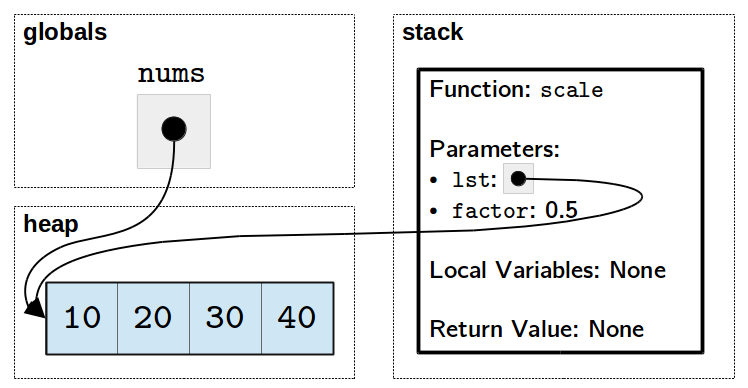 globals
nums
heap
10 20 30 40
stack
Function: scale
Parameters:
• lst:
• factor: 0.5
Local Variables: None
Return Value: None